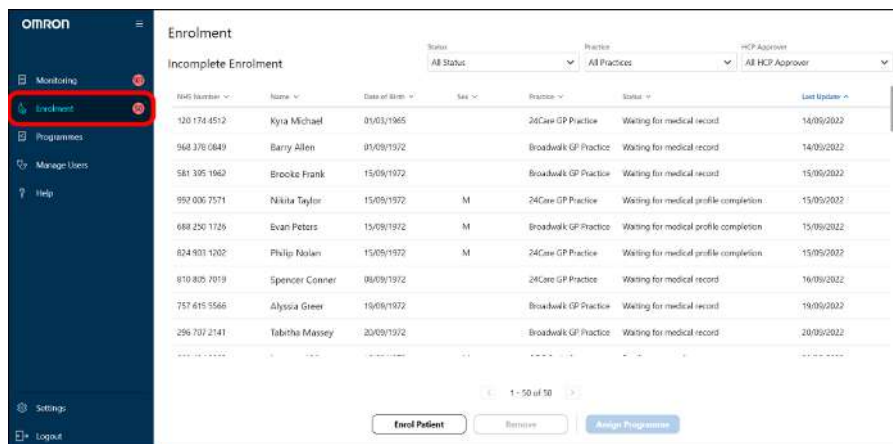 OMRON
Monitoring
Enrolment 50
Programmes
Manage Users
Help
Settings
Logout
Enrolment
Incomplete Enrolment
Status
All Status
Practice
All Practices
HCP Approver
All HCP Approver
NHS Number Name Date of Birth Sex Practice Status Last Update
120 174 4512 Kyra Michael 01/03/1965 24Care GP Practice Waiting for medical record 14/09/2022
968 378 0849 Barry Allen 01/09/1972 Broadwalk GP Practice Waiting for medical record 14/09/2022
581 395 1962 Brooke Frank 15/09/1972 Broadwalk GP Practice Waiting for medical record 15/09/2022
992 006 7571 Nikita Taylor 15/09/1972 M 24Care GP Practice Waiting for medical profile completion 15/09/2022
688 250 1726 Evan Peters 15/09/1972 M Broadwalk GP Practice Waiting for medical profile completion 15/09/2022
824 903 1202 Philip Nolan 15/09/1972 M 24Care GP Practice Waiting for medical profile completion 15/09/2022
810 805 7019 Spencer Conner 08/09/1972 24Care GP Practice Waiting for medical record 16/09/2022
757 615 5566 Alyssia Greer 19/09/1972 Broadwalk GP Practice Waiting for medical record 19/09/2022
296 707 2141 Tabitha Massey 20/09/1972 Broadwalk GP Practice Waiting for medical record 20/09/2022
1 - 50 of 50
Enrol Patient Remove Assign Programme